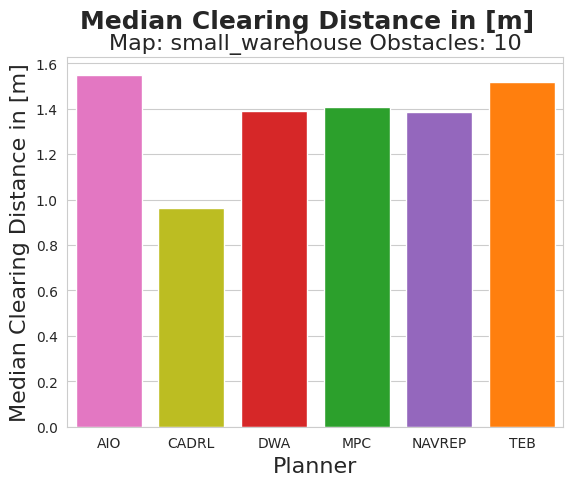 Median Clearing Distance in [m]
Map: small_warehouse Obstacles: 10
Median Clearing Distance in [m]
1.6
1.4
1.2
1.0
0.8
0.6
0.4
0.2
0.0
AIO CADRL DWA MPC NAVREP TEB
Planner